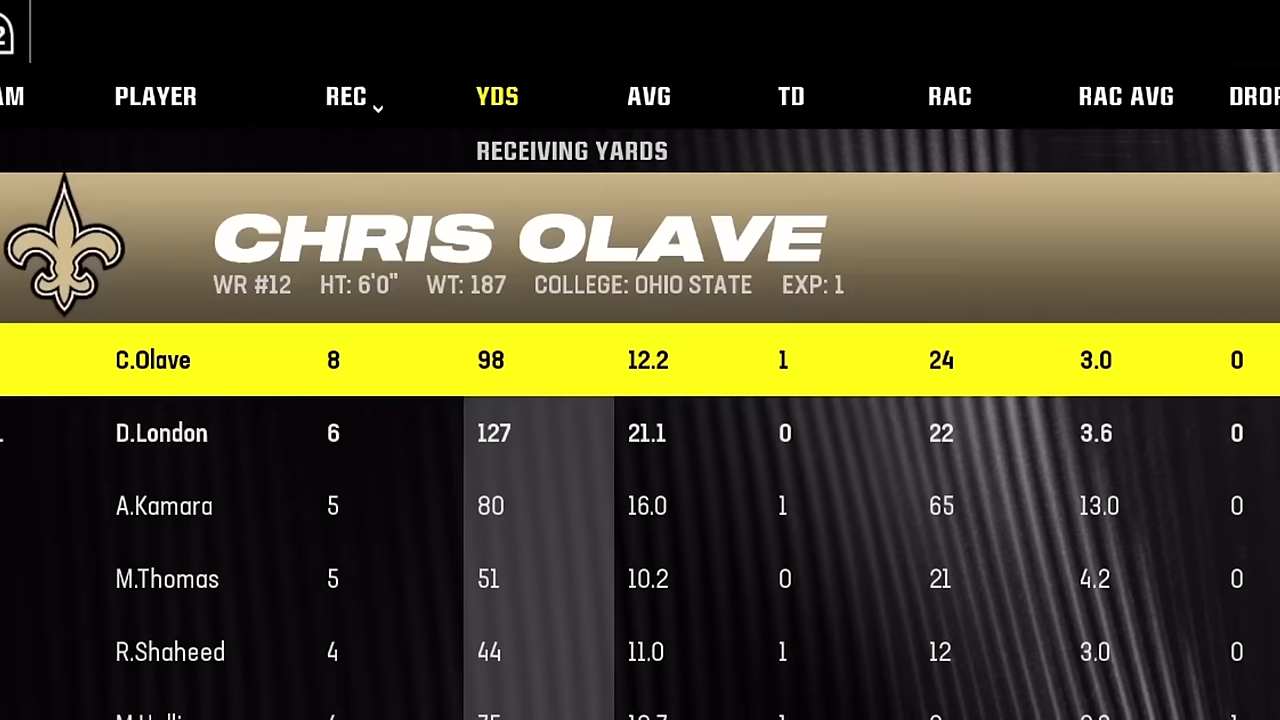 PLAYER REC YDS AVG TD RAC RAC AVG
RECEIVING YARDS
CHRIS OLAVE
WR #12 HT: 6'0" WT: 187 COLLEGE: OHIO STATE EXP: 1
C.Olave 8 98 12.2 1 24 3.0 0
D.London 6 127 21.1 0 22 3.6 0
A.Kamara 5 80 16.0 1 65 13.0 0
M.Thomas 5 51 10.2 0 21 4.2 0
R.Shaheed 4 44 11.0 1 12 3.0 0